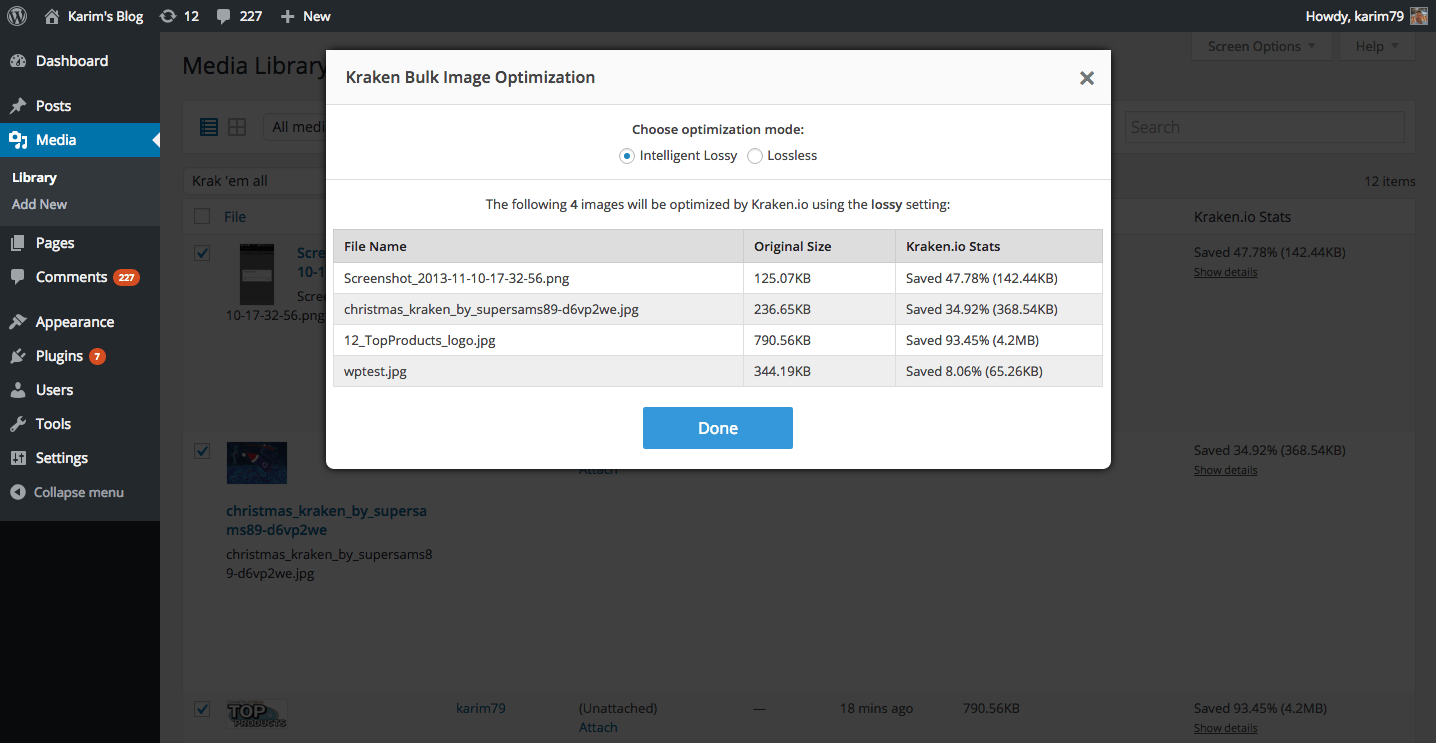 Karim's Blog 12 227 New Howdy, karim79
Dashboard
Posts
Media
Library
Add New
Pages
Comments 227
Appearance
Plugins 7
Users
Tools
Settings
Collapse menu
Screen Options Help
Media Library
All medi
Search
Krak 'em all
12 items
File Kraken.io Stats
Scre
10-1
Scree
10-17-32-56.png
Saved 47.78% (142.44KB)
Show details
Kraken Bulk Image Optimization
Choose optimization mode:
Intelligent Lossy Lossless
The following 4 images will be optimized by Kraken.io using the lossy setting:
File Name Original Size Kraken.io Stats
Screenshot_2013-11-10-17-32-56.png 125.07KB Saved 47.78% (142.44KB)
christmas_kraken_by_supersams89-d6vp2we.jpg 236.65KB Saved 34.92% (368.54KB)
12_TopProducts_logo.jpg 790.56KB Saved 93.45% (4.2MB)
wptest.jpg 344.19KB Saved 8.06% (65.26KB)
Done
Attach
Saved 34.92% (368.54KB)
Show details
christmas_kraken_by_supersa
ms89-d6vp2we
christmas_kraken_by_supersams8
9-d6vp2we.jpg
TOP
PRODUCTS
karim79 (Unattached) — 18 mins ago 790.56KB Saved 93.45% (4.2MB)
Attach Show details